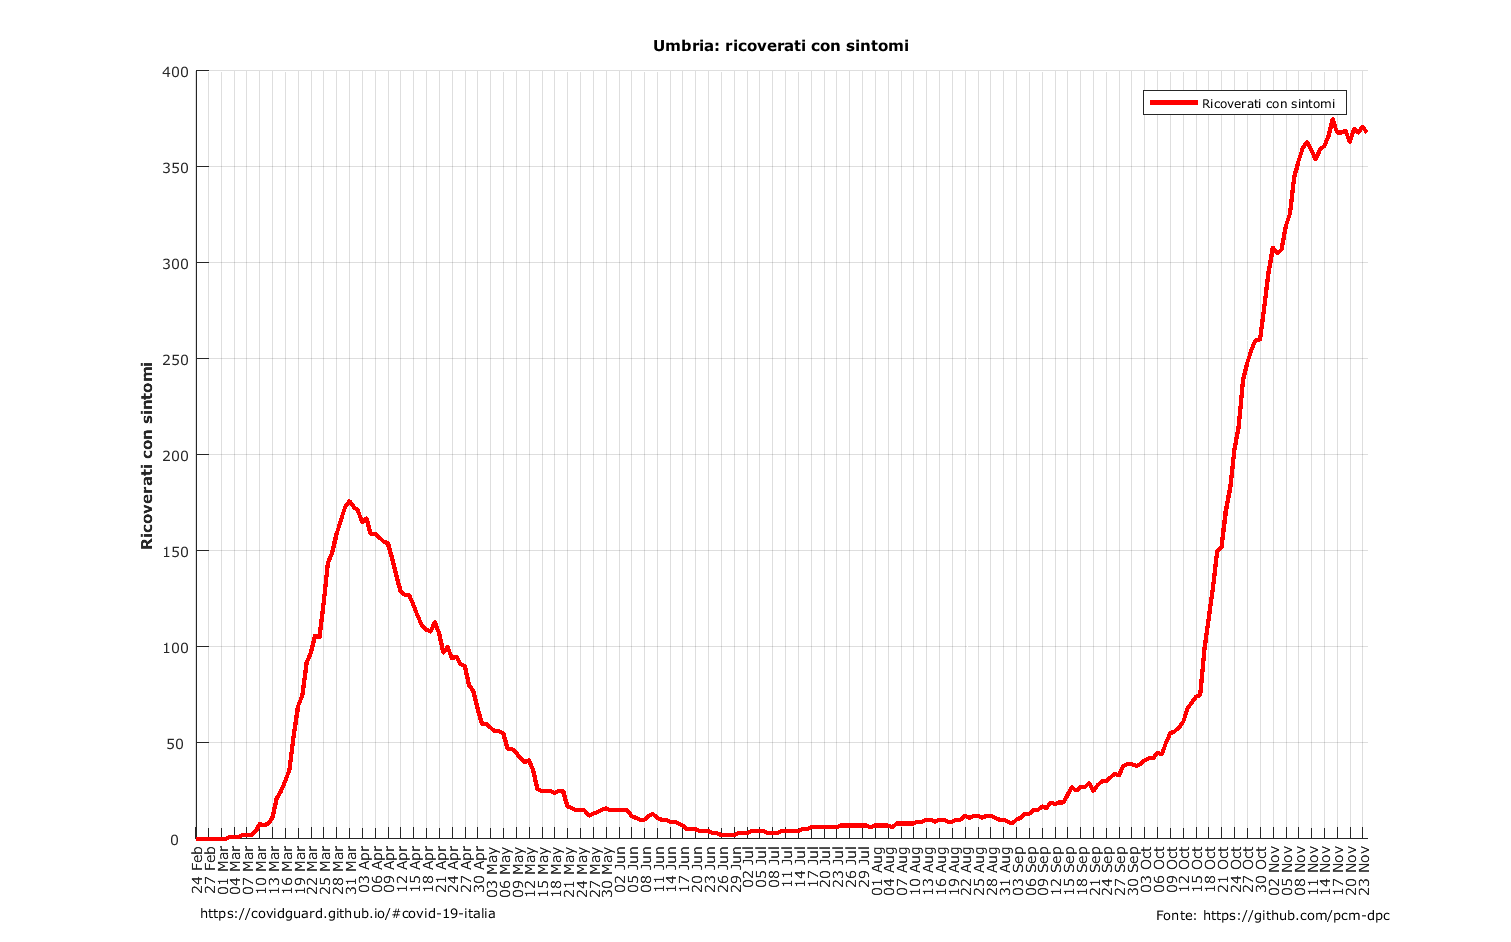 Umbria: ricoverati con sintomi
Ricoverati con sintomi
Ricoverati con sintomi
400
350
300
250
200
150
100
50
0
24 Feb
27 Feb
01 Mar
04 Mar
07 Mar
10 Mar
13 Mar
16 Mar
19 Mar
22 Mar
25 Mar
28 Mar
31 Mar
03 Apr
06 Apr
09 Apr
12 Apr
15 Apr
18 Apr
21 Apr
24 Apr
27 Apr
30 Apr
03 May
06 May
09 May
12 May
15 May
18 May
21 May
24 May
27 May
30 May
02 Jun
05 Jun
08 Jun
11 Jun
14 Jun
17 Jun
20 Jun
23 Jun
26 Jun
29 Jun
02 Jul
05 Jul
08 Jul
11 Jul
14 Jul
17 Jul
20 Jul
23 Jul
26 Jul
29 Jul
01 Aug
04 Aug
07 Aug
10 Aug
13 Aug
16 Aug
19 Aug
22 Aug
25 Aug
28 Aug
31 Aug
03 Sep
06 Sep
09 Sep
12 Sep
15 Sep
18 Sep
21 Sep
24 Sep
27 Sep
30 Sep
03 Oct
06 Oct
09 Oct
12 Oct
15 Oct
18 Oct
21 Oct
24 Oct
27 Oct
30 Oct
02 Nov
05 Nov
08 Nov
11 Nov
14 Nov
17 Nov
20 Nov
23 Nov
https://covidguard.github.io/#covid-19-italia
Fonte: https://github.com/pcm-dpc